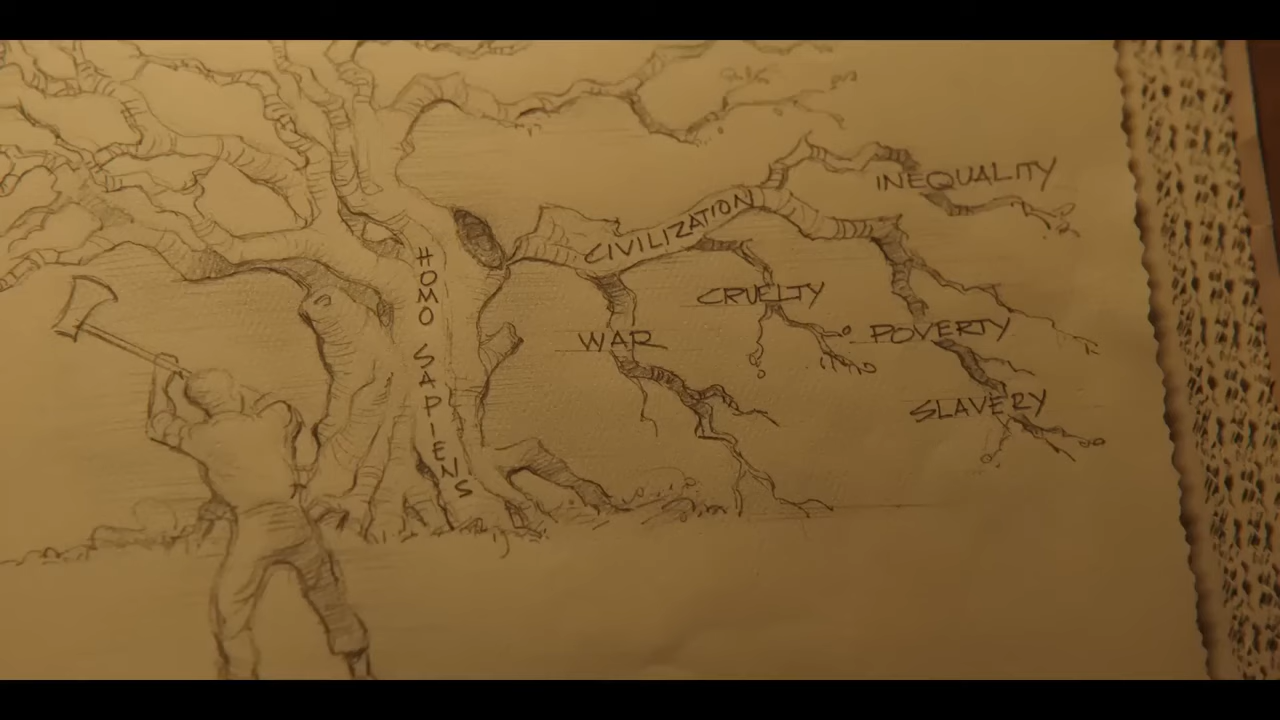 INEQUALITY
CIVILIZATION
HOMO SAPIENS
CRUELTY
WAR
POVERTY
SLAVERY